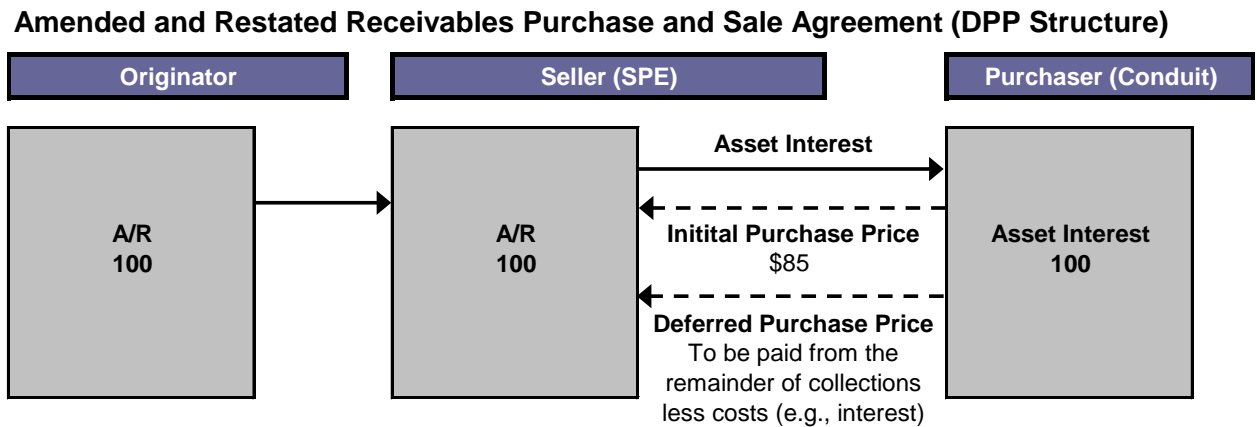 Amended and Restated Receivables Purchase and Sale Agreement (DPP Structure)
Originator
Seller (SPE)
Purchaser (Conduit)
A/R
100
A/R
100
Asset Interest
Initital Purchase Price
$85
Deferred Purchase Price
To be paid from the
remainder of collections
less costs (e.g., interest)
Asset Interest
100